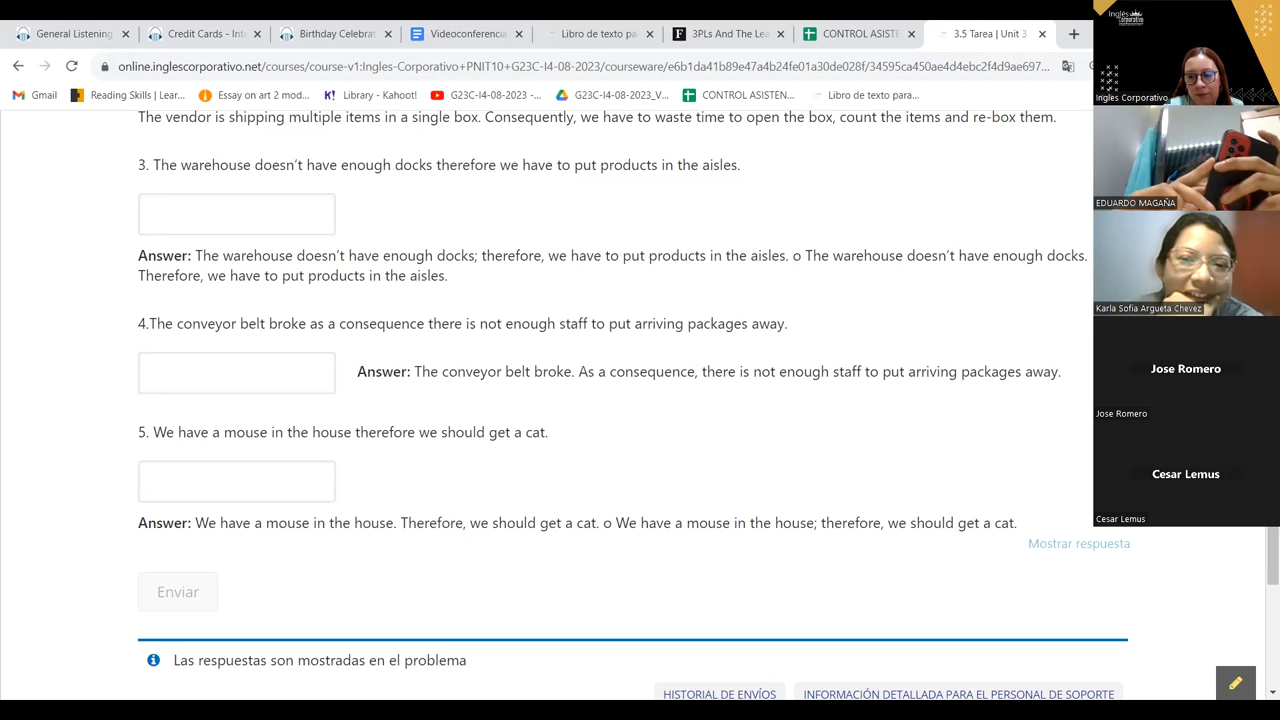 General Listening
Credit Cards - Inte
Birthday Celebrat
Videoconferencia
Libro de texto pa
3PLs And The Lea
CONTROL ASISTE
3.5 Tarea | Unit 3
online.inglescorporativo.net/courses/course-v1:Ingles-Corporativo+PNIT
G23C-I4-08-2023/courseware/e6b1da41b89e47a4b24fe01a30de028f/34595ca450ae4d4ebc2f4d9ae697...
Gmail
Reading Skills | Lear...
Essay on art 2 mod...
Library - Kan
G23C-I4-08-2023 -...
G23C-I4-08-2023_V
CONTROL ASISTEN...
Libro de texto para...
The vendor is shipping multiple items in a single box. Consequently, we have to waste time to open the box, count the items and re-box them.
3. The warehouse doesn’t have enough docks therefore we have to put products in the aisles.
Answer: The warehouse doesn’t have enough docks; therefore, we have to put products in the aisles. o The warehouse doesn’t have enough docks.
Therefore, we have to put products in the aisles.
4.The conveyor belt broke as a consequence there is not enough staff to put arriving packages away.
Answer: The conveyor belt broke. As a consequence, there is not enough staff to put arriving packages away.
5. We have a mouse in the house therefore we should get a cat.
Answer: We have a mouse in the house. Therefore, we should get a cat. o We have a mouse in the house; therefore, we should get a cat.
Mostrar respuesta
Enviar
Las respuestas son mostradas en el problema
HISTORIAL DE ENVÍOS
INFORMACIÓN DETALLADA PARA EL PERSONAL DE SOPORTE
Inglés
Corporativo
Ingles Corporativo
EDUARDO MAGAÑA
Karla Sofia Argueta Chevez
Jose Romero
Jose Romero
Cesar Lemus
Cesar Lemus